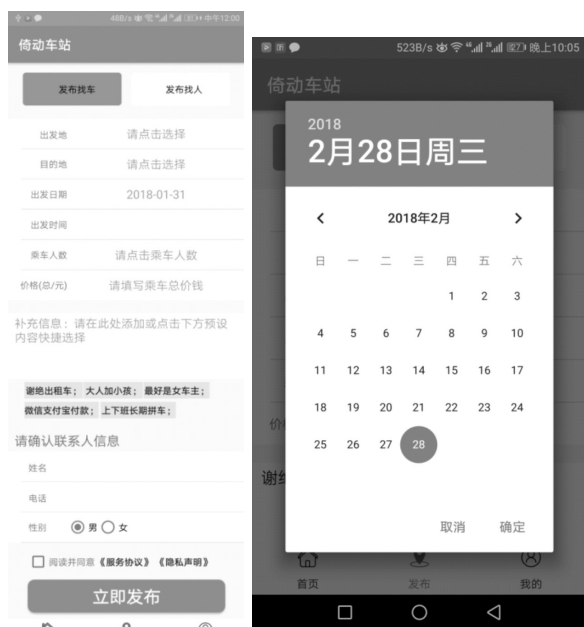 48B/s 中午12:00
倚动车站
发布找车 发布找人
出发地 请点击选择
目的地 请点击选择
出发日期 2018-01-31
出发时间
乘车人数 请点击乘车人数
价格(总/元) 请填写乘车总价钱
补充信息：请在此处添加或点击下方预设
内容快捷选择
谢绝出租车； 大人加小孩； 最好是女车主；
微信支付宝付款； 上下班长期拼车；
请确认联系人信息
姓名
电话
性别 男 女
阅读并同意《服务协议》《隐私声明》
立即发布
523B/s 晚上10:05
倚动车站
2018
2月28日周三
2018年2月
日 一 二 三 四 五 六
1 2 3
4 5 6 7 8 9 10
11 12 13 14 15 16 17
18 19 20 21 22 23 24
25 26 27 28
取消 确定
首页 发布 我的